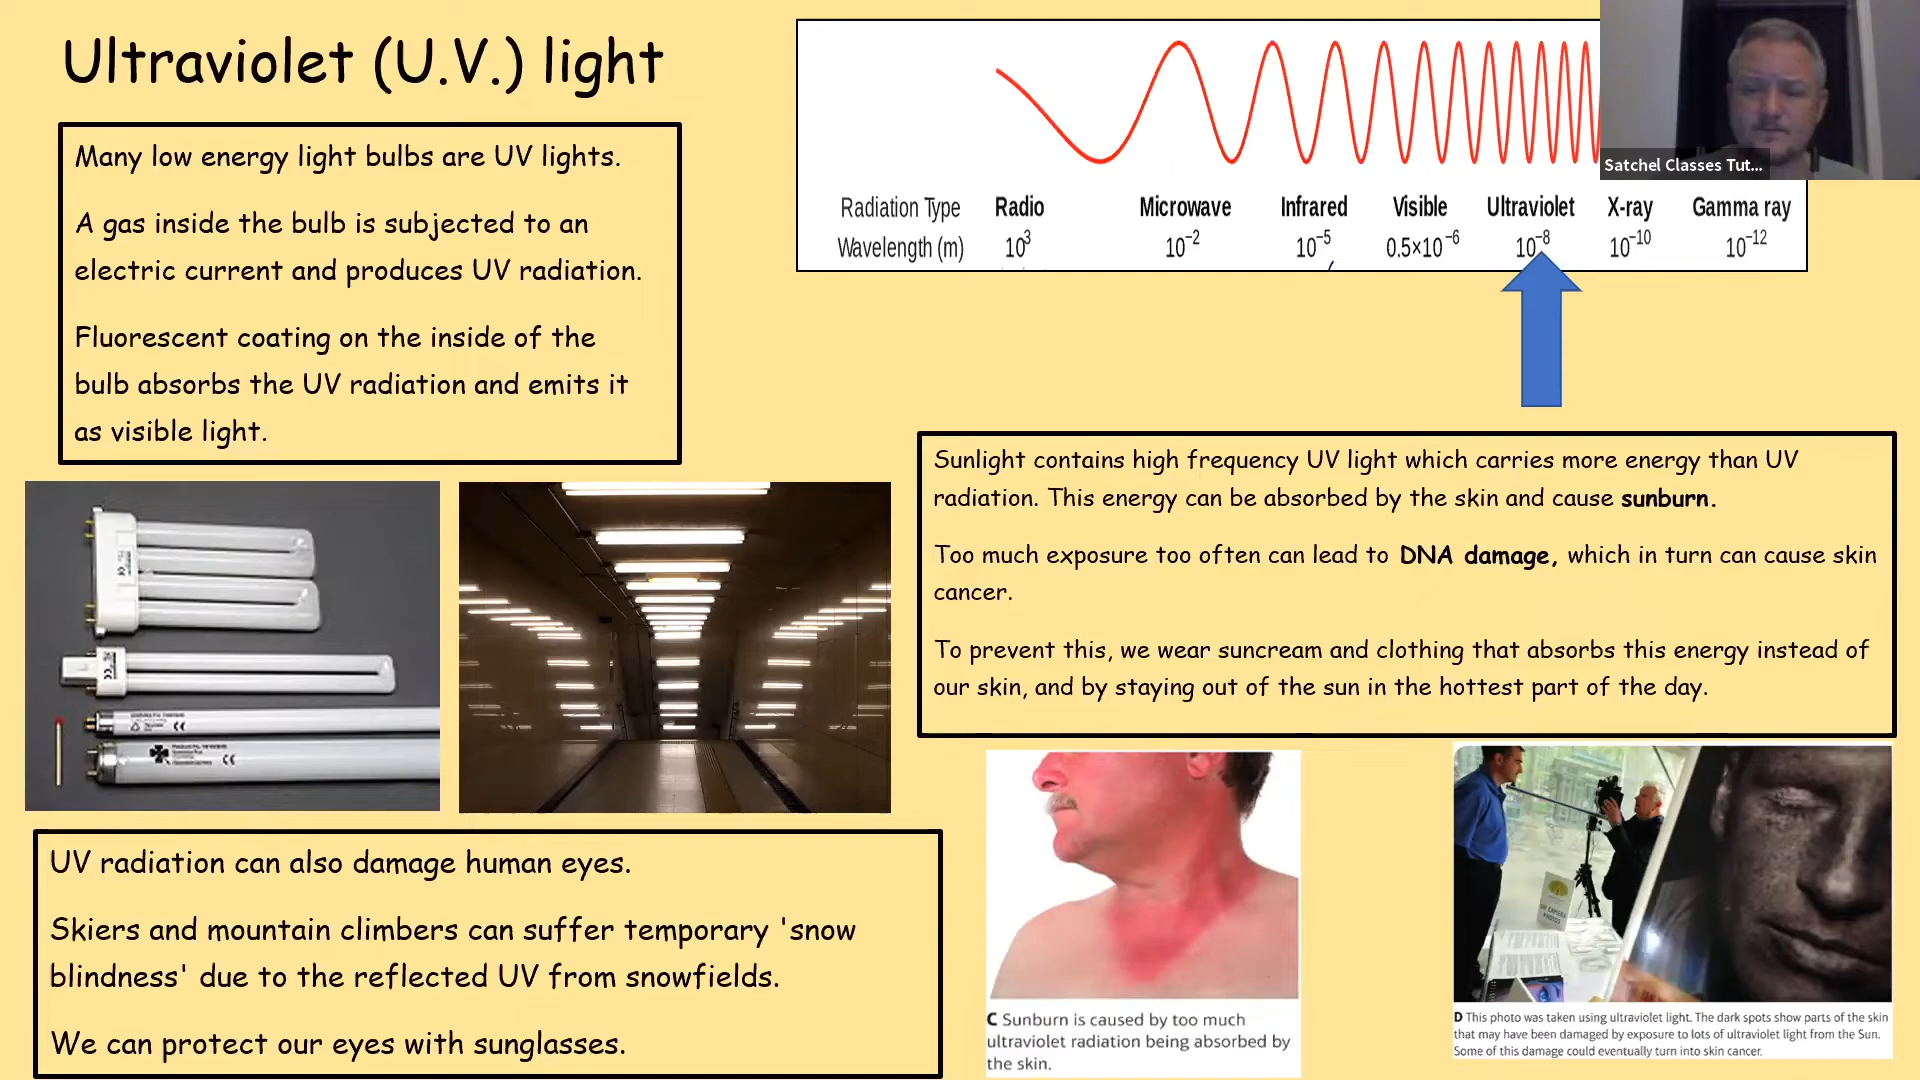 Ultraviolet (U.V.) light
Many low energy light bulbs are UV lights.
A gas inside the bulb is subjected to an
electric current and produces UV radiation.
Fluorescent coating on the inside of the
bulb absorbs the UV radiation and emits it
as visible light.
Satchel Classes Tut...
Radiation Type Radio Microwave Infrared Visible Ultraviolet X-ray Gamma ray
Wavelength (m) 10³ 10⁻² 10⁻⁵ 0.5×10⁻⁶ 10⁻⁸ 10⁻¹⁰ 10⁻¹²
Sunlight contains high frequency UV light which carries more energy than UV
radiation. This energy can be absorbed by the skin and cause sunburn.
Too much exposure too often can lead to DNA damage, which in turn can cause skin
cancer.
To prevent this, we wear suncream and clothing that absorbs this energy instead of
our skin, and by staying out of the sun in the hottest part of the day.
UV radiation can also damage human eyes.
Skiers and mountain climbers can suffer temporary 'snow
blindness' due to the reflected UV from snowfields.
We can protect our eyes with sunglasses.
C Sunburn is caused by too much
ultraviolet radiation being absorbed by
the skin.
UV CAMERA
PHOTOS
D This photo was taken using ultraviolet light. The dark spots show parts of the skin
that may have been damaged by exposure to lots of ultraviolet light from the Sun.
Some of this damage could eventually turn into skin cancer.